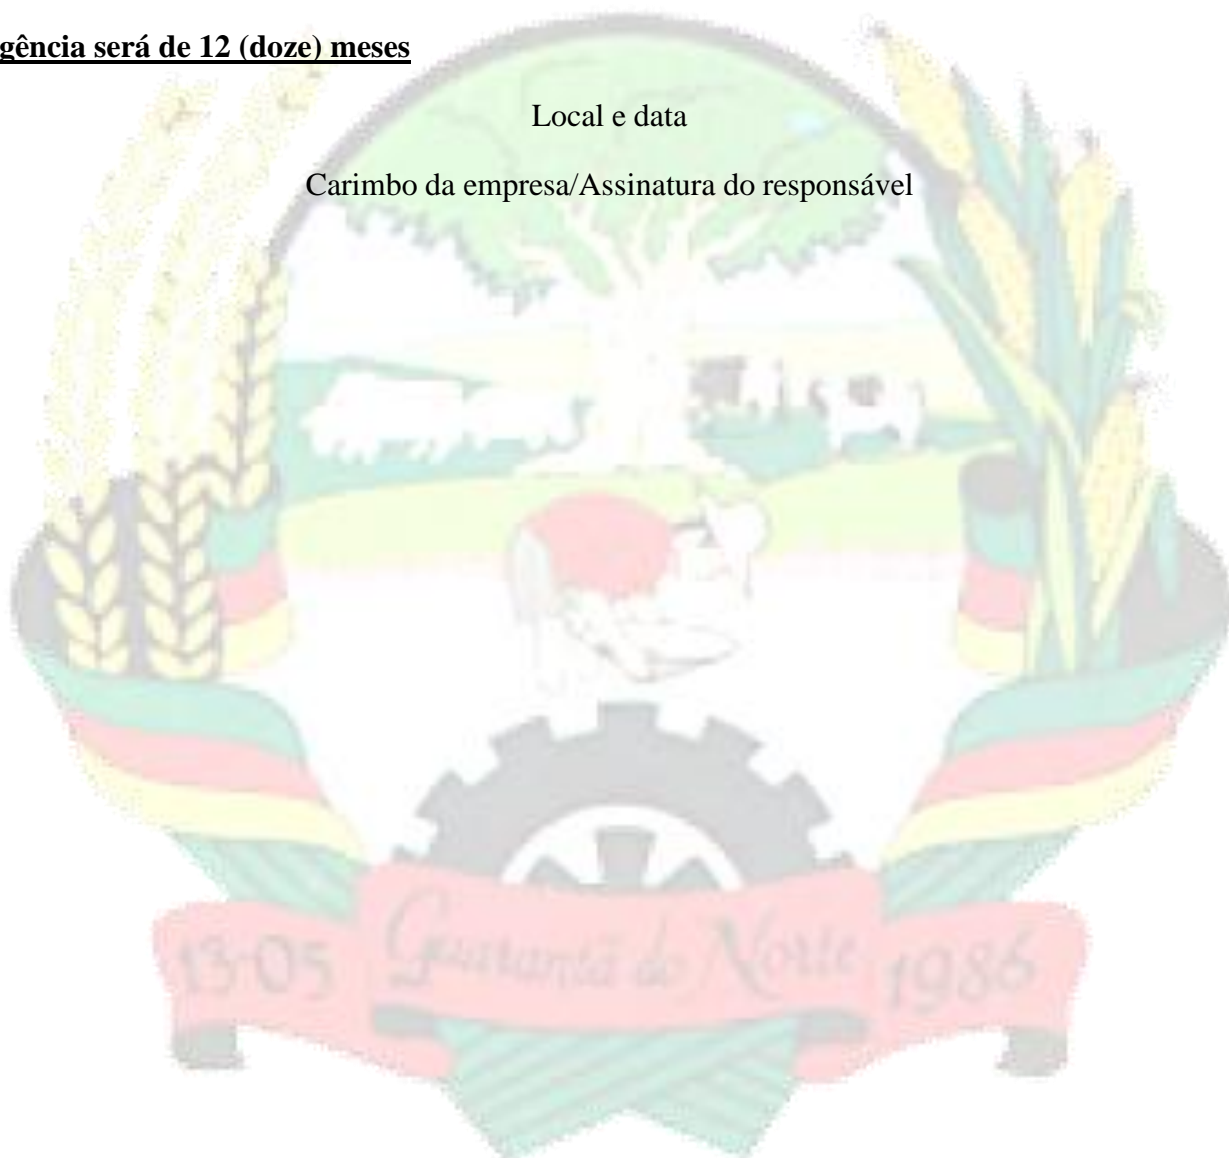 gência será de 12 (doze) meses
Local e data
Carimbo da empresa/Assinatura do responsável
13-05 Guarantã do Norte 1986